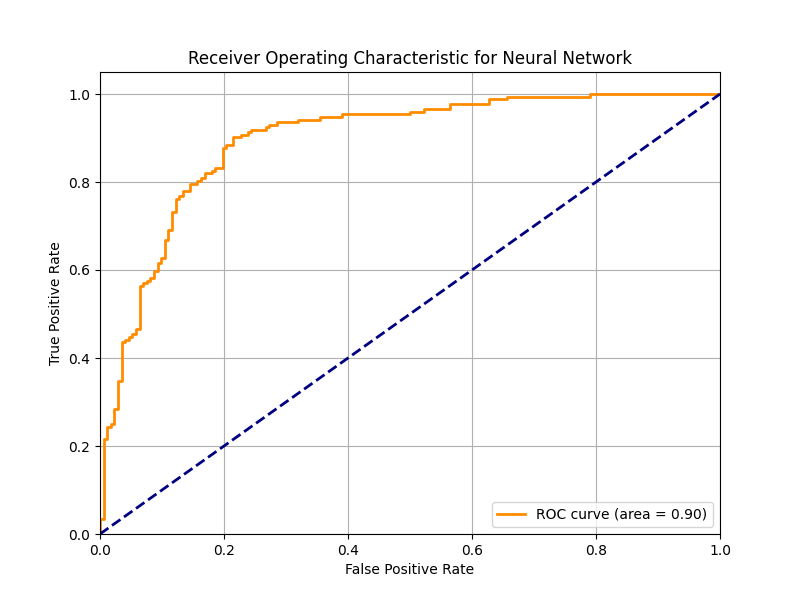 Receiver Operating Characteristic for Neural Network
1.0
0.8
0.6
0.4
0.2
0.0
True Positive Rate
ROC curve (area = 0.90)
0.0 0.2 0.4 0.6 0.8 1.0
False Positive Rate